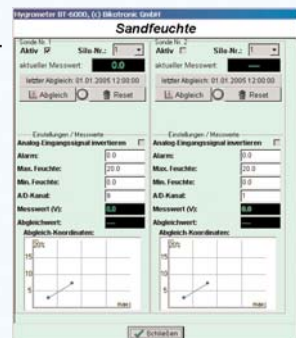 Hygrometer BT-6000, (c) Bikotronic GmbH
Sandfeuchte
Sonde Nr. 1
Aktiv Silo-Nr.: 1
aktueller Messwert 0.0
letzter Abgleich: 01.01.2005 12:00:00
Abgleich Reset
Einstellungen / Messwerte
Analog-Eingangssignal invertieren
Alarm: 0.0
Max. Feuchte: 20.0
Min. Feuchte: 0.0
A/D-Kanal: 9
Messwert (V): 0.0
Abgleichwert: ---
Abgleich-Koordinaten:
20%
15
10
5
Sonde Nr. 2
Aktiv Silo-Nr.: 1
aktueller Messwert ---
letzter Abgleich: 01.01.2005 12:00:00
Abgleich Reset
Einstellungen / Messwerte
Analog-Eingangssignal invertieren
Alarm: 0.0
Max. Feuchte: 20.0
Min. Feuchte: 0.0
A/D-Kanal: 1
Messwert (V): 0.0
Abgleichwert: ---
Abgleich-Koordinaten:
20%
15
10
5
Schließen